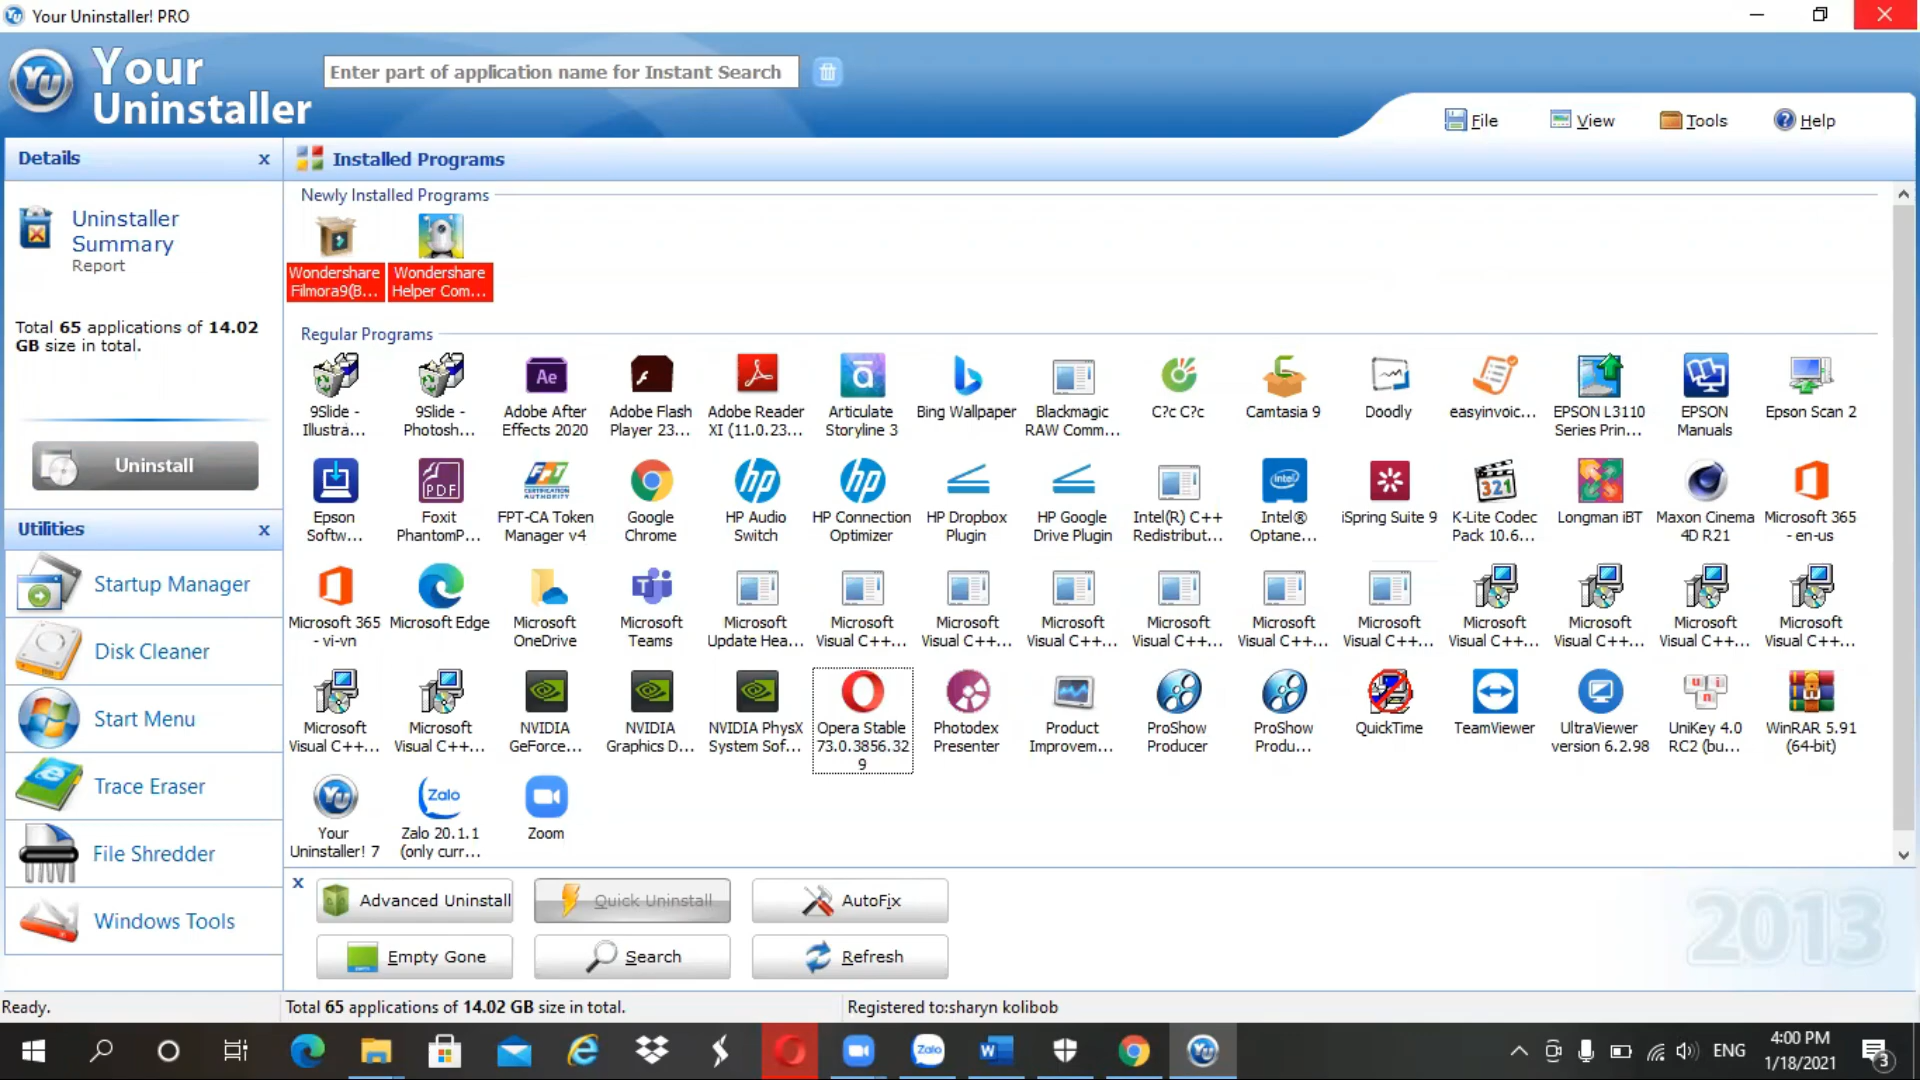 Your Uninstaller! PRO
Your
Uninstaller
Enter part of application name for Instant Search
File View Tools Help
Details x
Uninstaller
Summary
Report
Total 65 applications of 14.02
GB size in total.
Uninstall
Utilities x
Startup Manager
Disk Cleaner
Start Menu
Trace Eraser
File Shredder
Windows Tools
Installed Programs
Newly Installed Programs
Wondershare Filmora9(B...
Wondershare Helper Com...
Regular Programs
9Slide - Illustra...
9Slide - Photosh...
Adobe After Effects 2020
Adobe Flash Player 23...
Adobe Reader XI (11.0.23...
Articulate Storyline 3
Bing Wallpaper
Blackmagic RAW Comm...
C?c C?c
Camtasia 9
Doodly
easyinvoic...
EPSON L3110 Series Prin...
EPSON Manuals
Epson Scan 2
Epson Softw...
Foxit PhantomP...
FPT-CA Token Manager v4
Google Chrome
HP Audio Switch
HP Connection Optimizer
HP Dropbox Plugin
HP Google Drive Plugin
Intel(R) C++ Redistribut...
Intel® Optane...
iSpring Suite 9
K-Lite Codec Pack 10.6...
Longman iBT
Maxon Cinema 4D R21
Microsoft 365 - en-us
Microsoft 365 - vi-vn
Microsoft Edge
Microsoft OneDrive
Microsoft Teams
Microsoft Update Hea...
Microsoft Visual C++...
Microsoft Visual C++...
Microsoft Visual C++...
Microsoft Visual C++...
Microsoft Visual C++...
Microsoft Visual C++...
Microsoft Visual C++...
Microsoft Visual C++...
Microsoft Visual C++...
Microsoft Visual C++...
Microsoft Visual C++...
Microsoft Visual C++...
NVIDIA GeForce...
NVIDIA Graphics D...
NVIDIA PhysX System Sof...
Opera Stable 73.0.3856.329
Photodex Presenter
Product Improvem...
ProShow Producer
ProShow Produ...
QuickTime
TeamViewer
UltraViewer version 6.2.98
UniKey 4.0 RC2 (bu...
WinRAR 5.91 (64-bit)
Your Uninstaller! 7
Zalo 20.1.1 (only curr...
Zoom
x
Advanced Uninstall Quick Uninstall AutoFix
Empty Gone Search Refresh
2013
Ready. Total 65 applications of 14.02 GB size in total. Registered to:sharyn kolibob
ENG
4:00 PM
1/18/2021
3